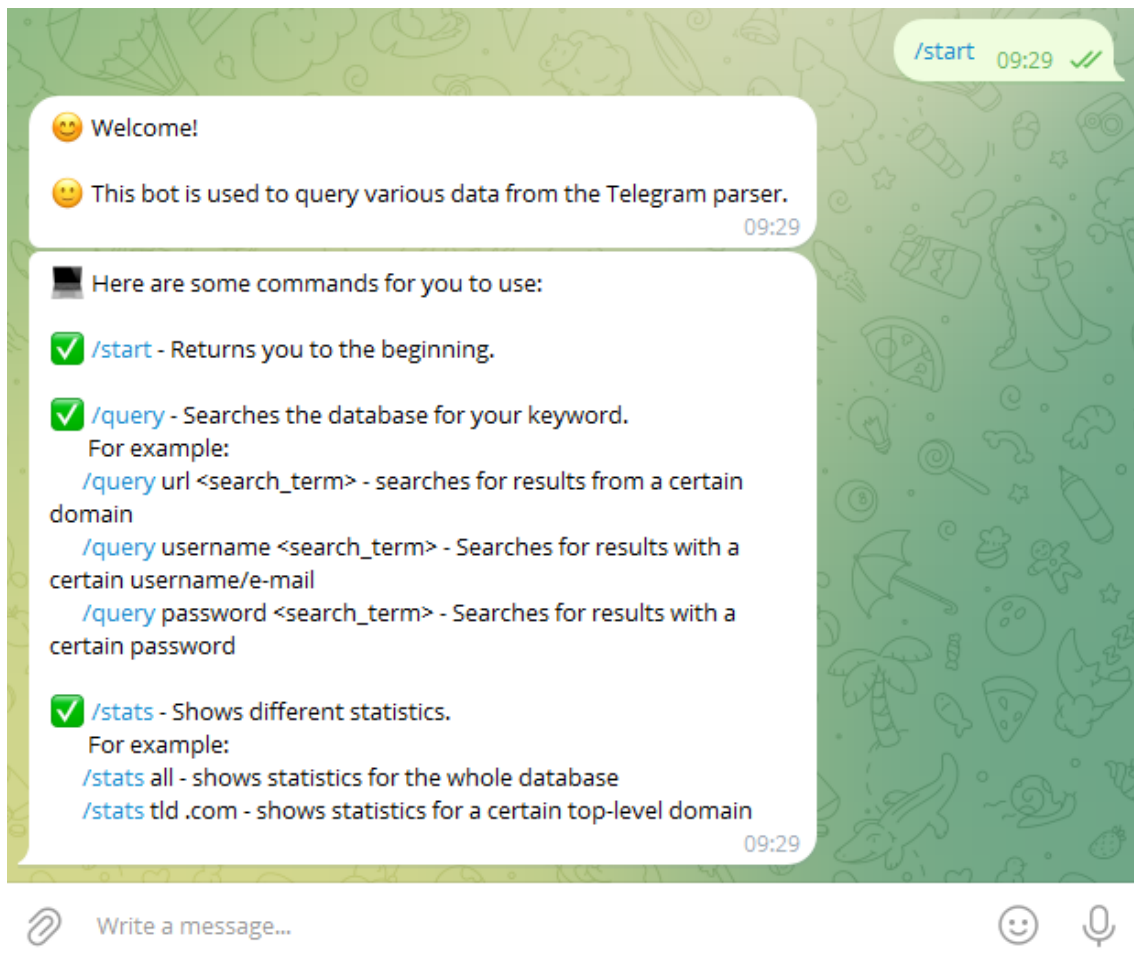 /start 09:29
😊 Welcome!
🙂 This bot is used to query various data from the Telegram parser.
09:29
💻 Here are some commands for you to use:
✅ /start - Returns you to the beginning.
✅ /query - Searches the database for your keyword.
For example:
/query url <search_term> - searches for results from a certain
domain
/query username <search_term> - Searches for results with a
certain username/e-mail
/query password <search_term> - Searches for results with a
certain password
✅ /stats - Shows different statistics.
For example:
/stats all - shows statistics for the whole database
/stats tld .com - shows statistics for a certain top-level domain
09:29
Write a message...